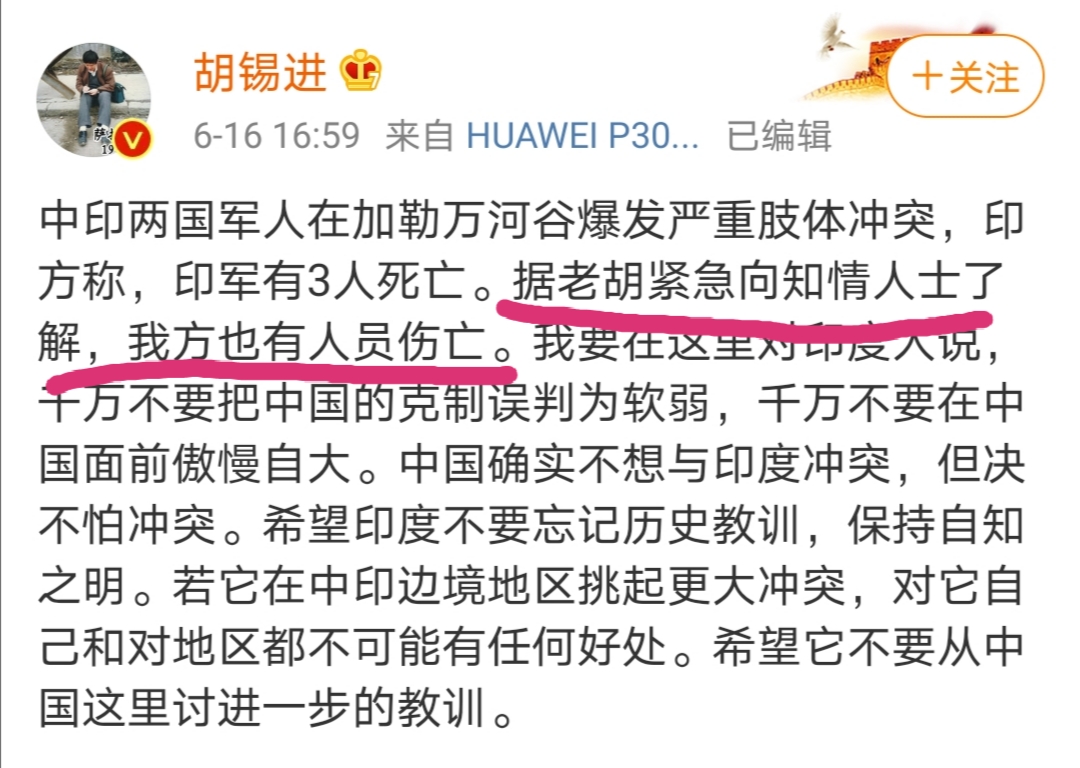 胡锡进
+关注
6-16 16:59 来自 HUAWEI P30... 已编辑
中印两国军人在加勒万河谷爆发严重肢体冲突，印
方称，印军有3人死亡。据老胡紧急向知情人士了
解，我方也有人员伤亡。我要在这里对印度人说，
千万不要把中国的克制误判为软弱，千万不要在中
国面前傲慢自大。中国确实不想与印度冲突，但决
不怕冲突。希望印度不要忘记历史教训，保持自知
之明。若它在中印边境地区挑起更大冲突，对它自
己和对地区都不可能有任何好处。希望它不要从中
国这里讨进一步的教训。